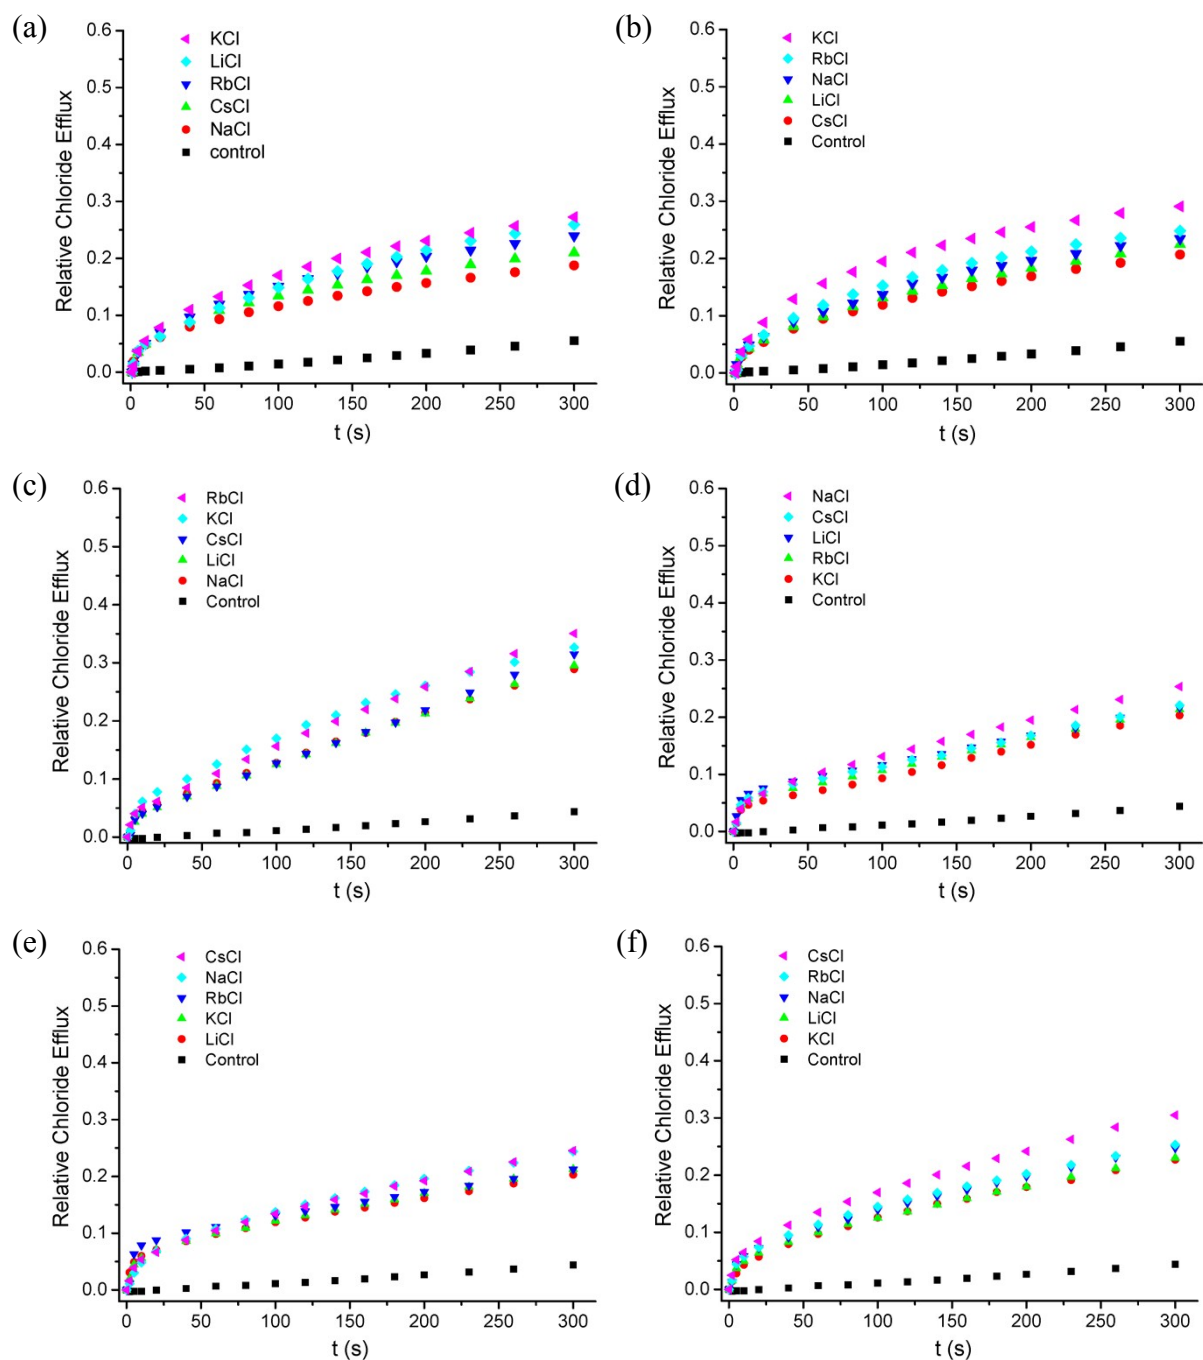 (a)
KCl
LiCl
RbCl
CsCl
NaCl
control
Relative Chloride Efflux
0.6
0.5
0.4
0.3
0.2
0.1
0.0
0 50 100 150 200 250 300
t (s)
(b)
KCl
RbCl
NaCl
LiCl
CsCl
Control
Relative Chloride Efflux
0.6
0.5
0.4
0.3
0.2
0.1
0.0
0 50 100 150 200 250 300
t (s)
(c)
RbCl
KCl
CsCl
LiCl
NaCl
Control
Relative Chloride Efflux
0.6
0.5
0.4
0.3
0.2
0.1
0.0
0 50 100 150 200 250 300
t (s)
(d)
NaCl
CsCl
LiCl
RbCl
KCl
Control
Relative Chloride Efflux
0.6
0.5
0.4
0.3
0.2
0.1
0.0
0 50 100 150 200 250 300
t (s)
(e)
CsCl
NaCl
RbCl
KCl
LiCl
Control
Relative Chloride Efflux
0.6
0.5
0.4
0.3
0.2
0.1
0.0
0 50 100 150 200 250 300
t (s)
(f)
CsCl
RbCl
NaCl
LiCl
KCl
Control
Relative Chloride Efflux
0.6
0.5
0.4
0.3
0.2
0.1
0.0
0 50 100 150 200 250 300
t (s)